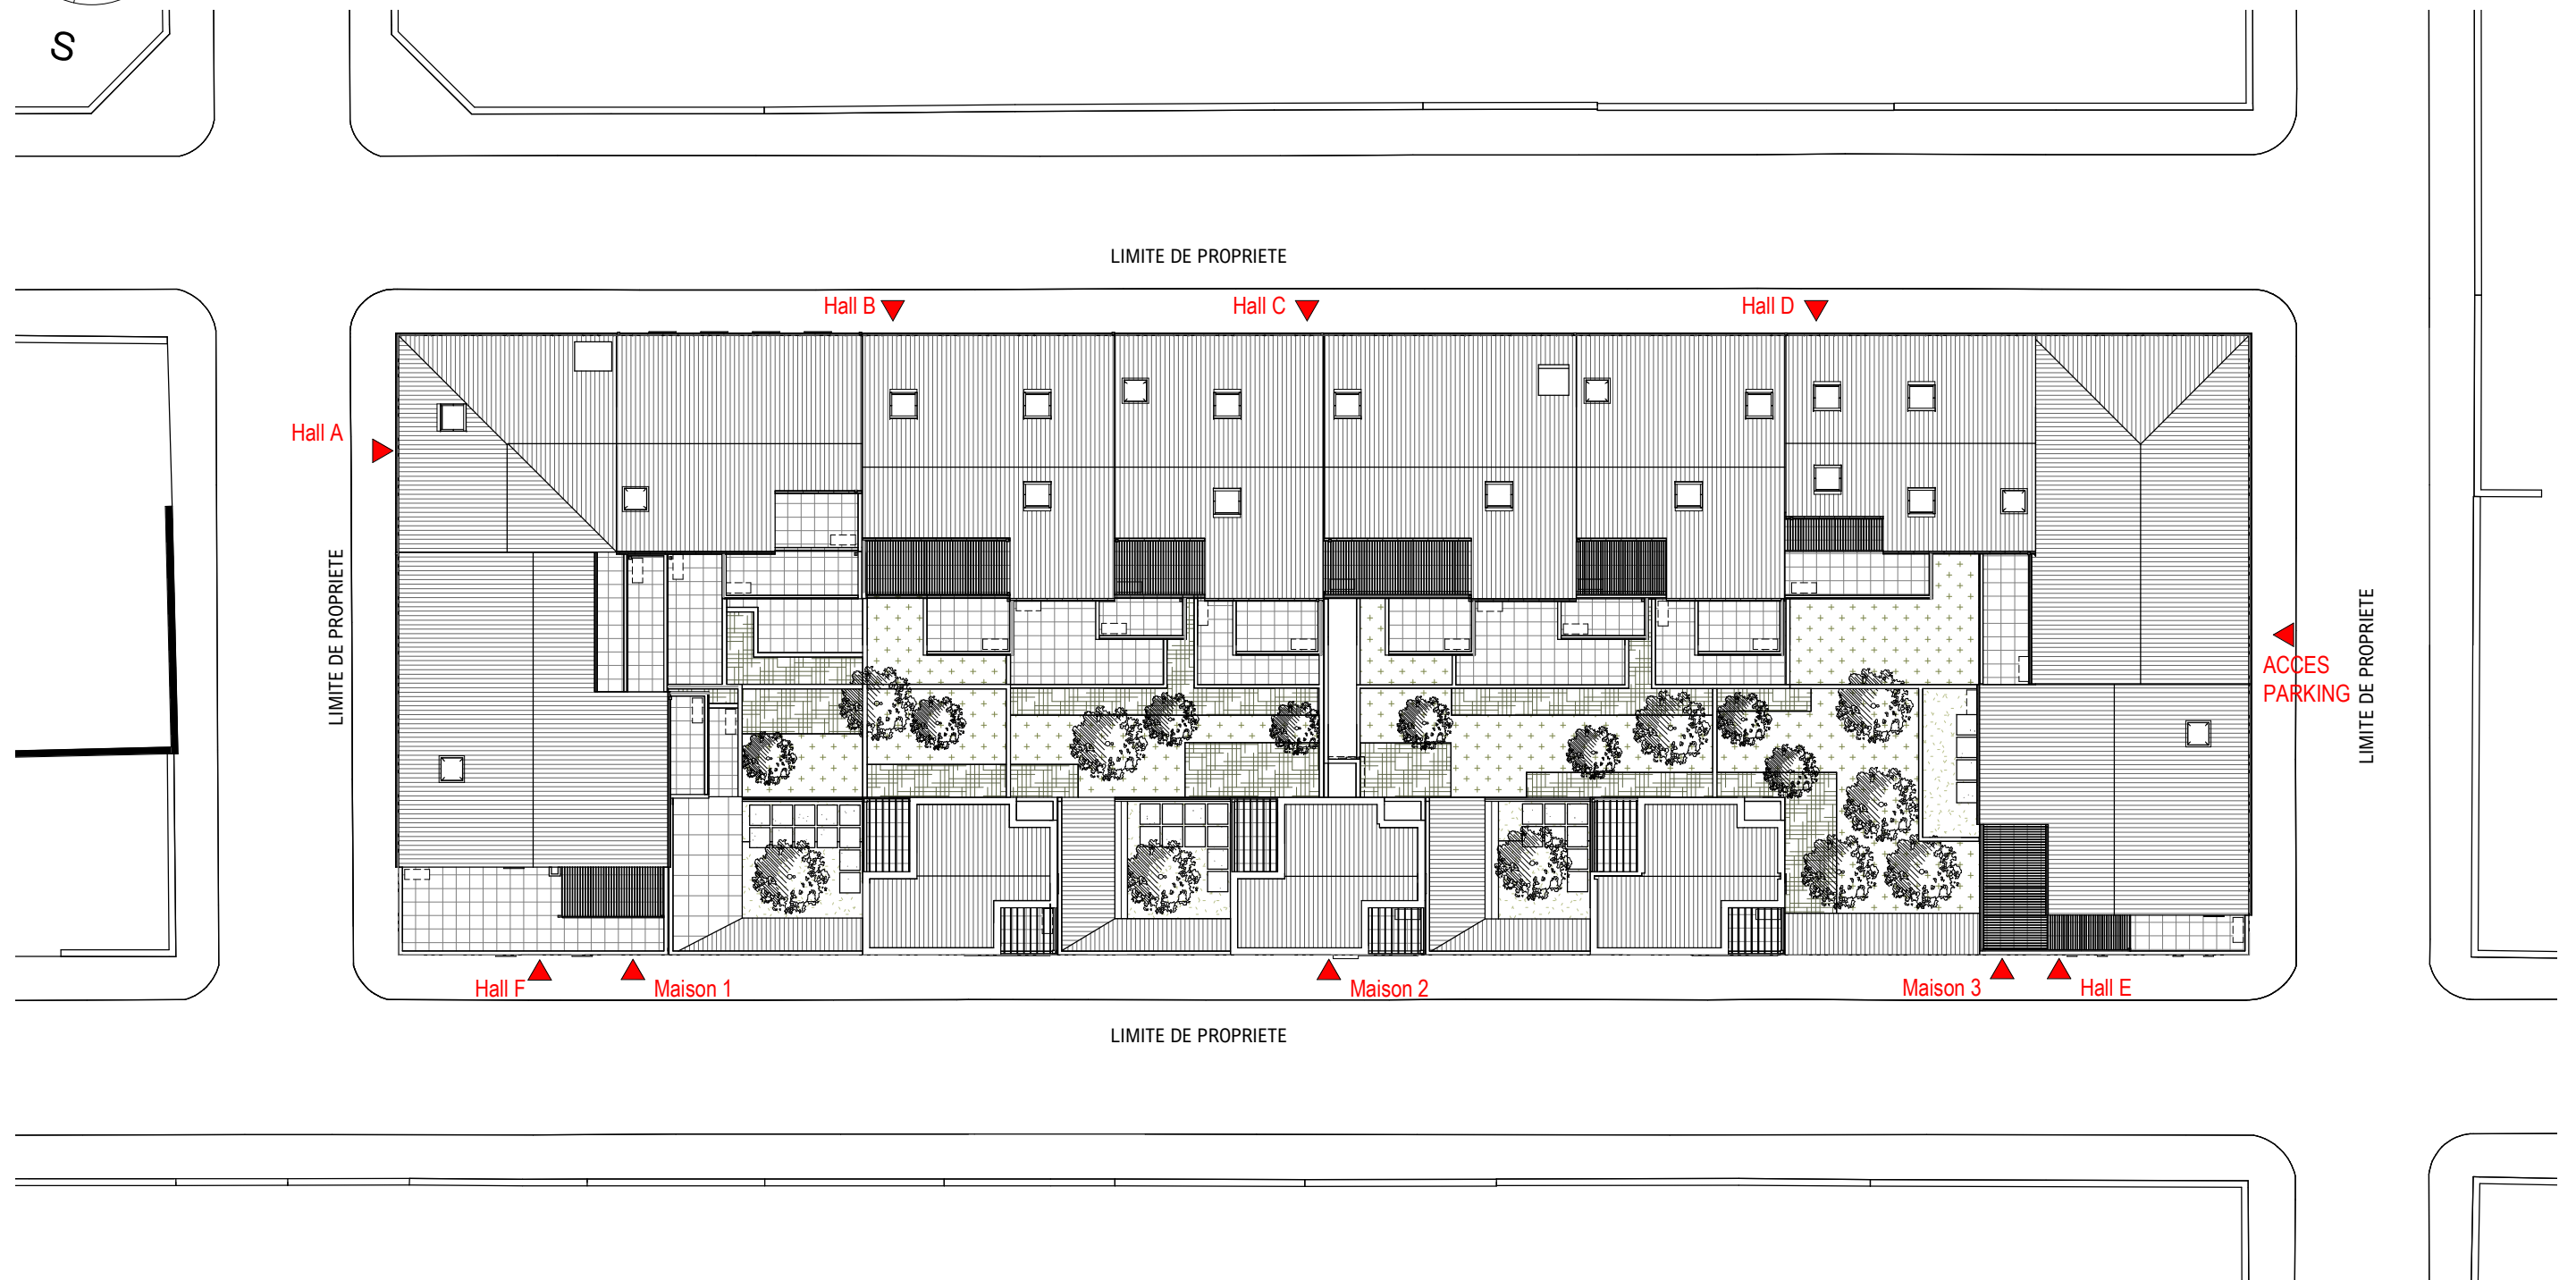 S
LIMITE DE PROPRIETE
Hall B
Hall C
Hall D
Hall A
LIMITE DE PROPRIETE
ACCES
PARKING
LIMITE DE PROPRIETE
Hall F
Maison 1
Maison 2
Maison 3
Hall E
LIMITE DE PROPRIETE